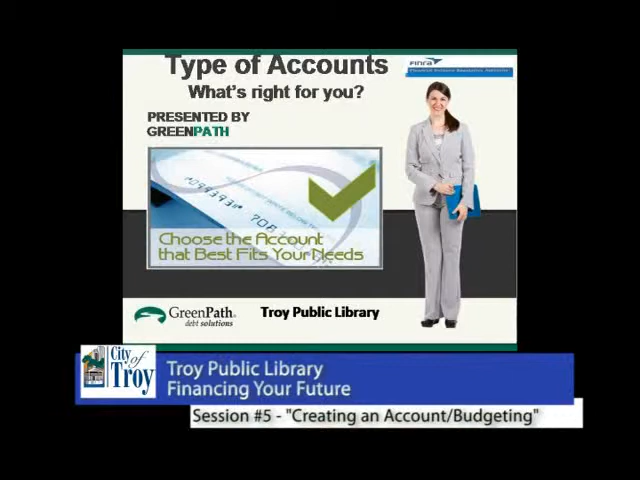 Type of Accounts
What's right for you?
FINRA
PRESENTED BY
GREENPATH
Choose the Account
that Best Fits Your Needs
GreenPath®
debt solutions
Troy Public Library
City of Troy
Troy Public Library
Financing Your Future
Session #5 - "Creating an Account/Budgeting"